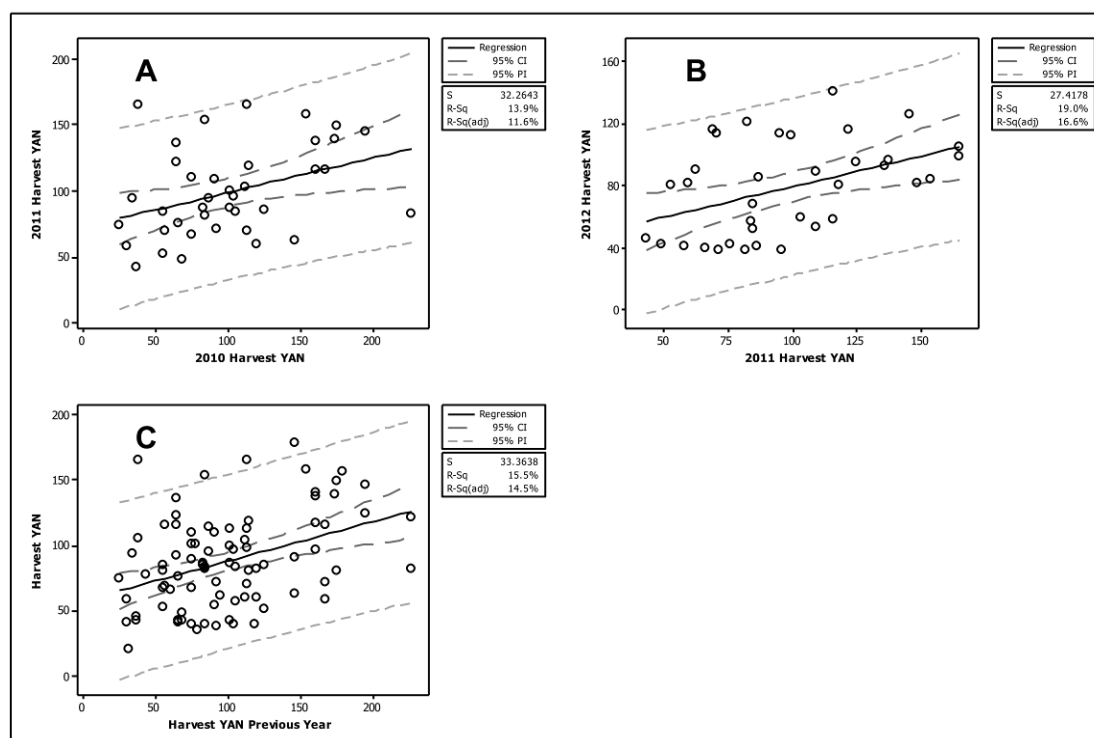 A
200
150
100
50
0
2011 Harvest YAN
0 50 100 150 200
2010 Harvest YAN
Regression
95% CI
95% PI
S 32.2643
R-Sq 13.9%
R-Sq(adj) 11.6%
B
160
120
80
40
0
2012 Harvest YAN
50 75 100 125 150
2011 Harvest YAN
Regression
95% CI
95% PI
S 27.4178
R-Sq 19.0%
R-Sq(adj) 16.6%
C
200
150
100
50
0
Harvest YAN
0 50 100 150 200
Harvest YAN Previous Year
Regression
95% CI
95% PI
S 33.3638
R-Sq 15.5%
R-Sq(adj) 14.5%